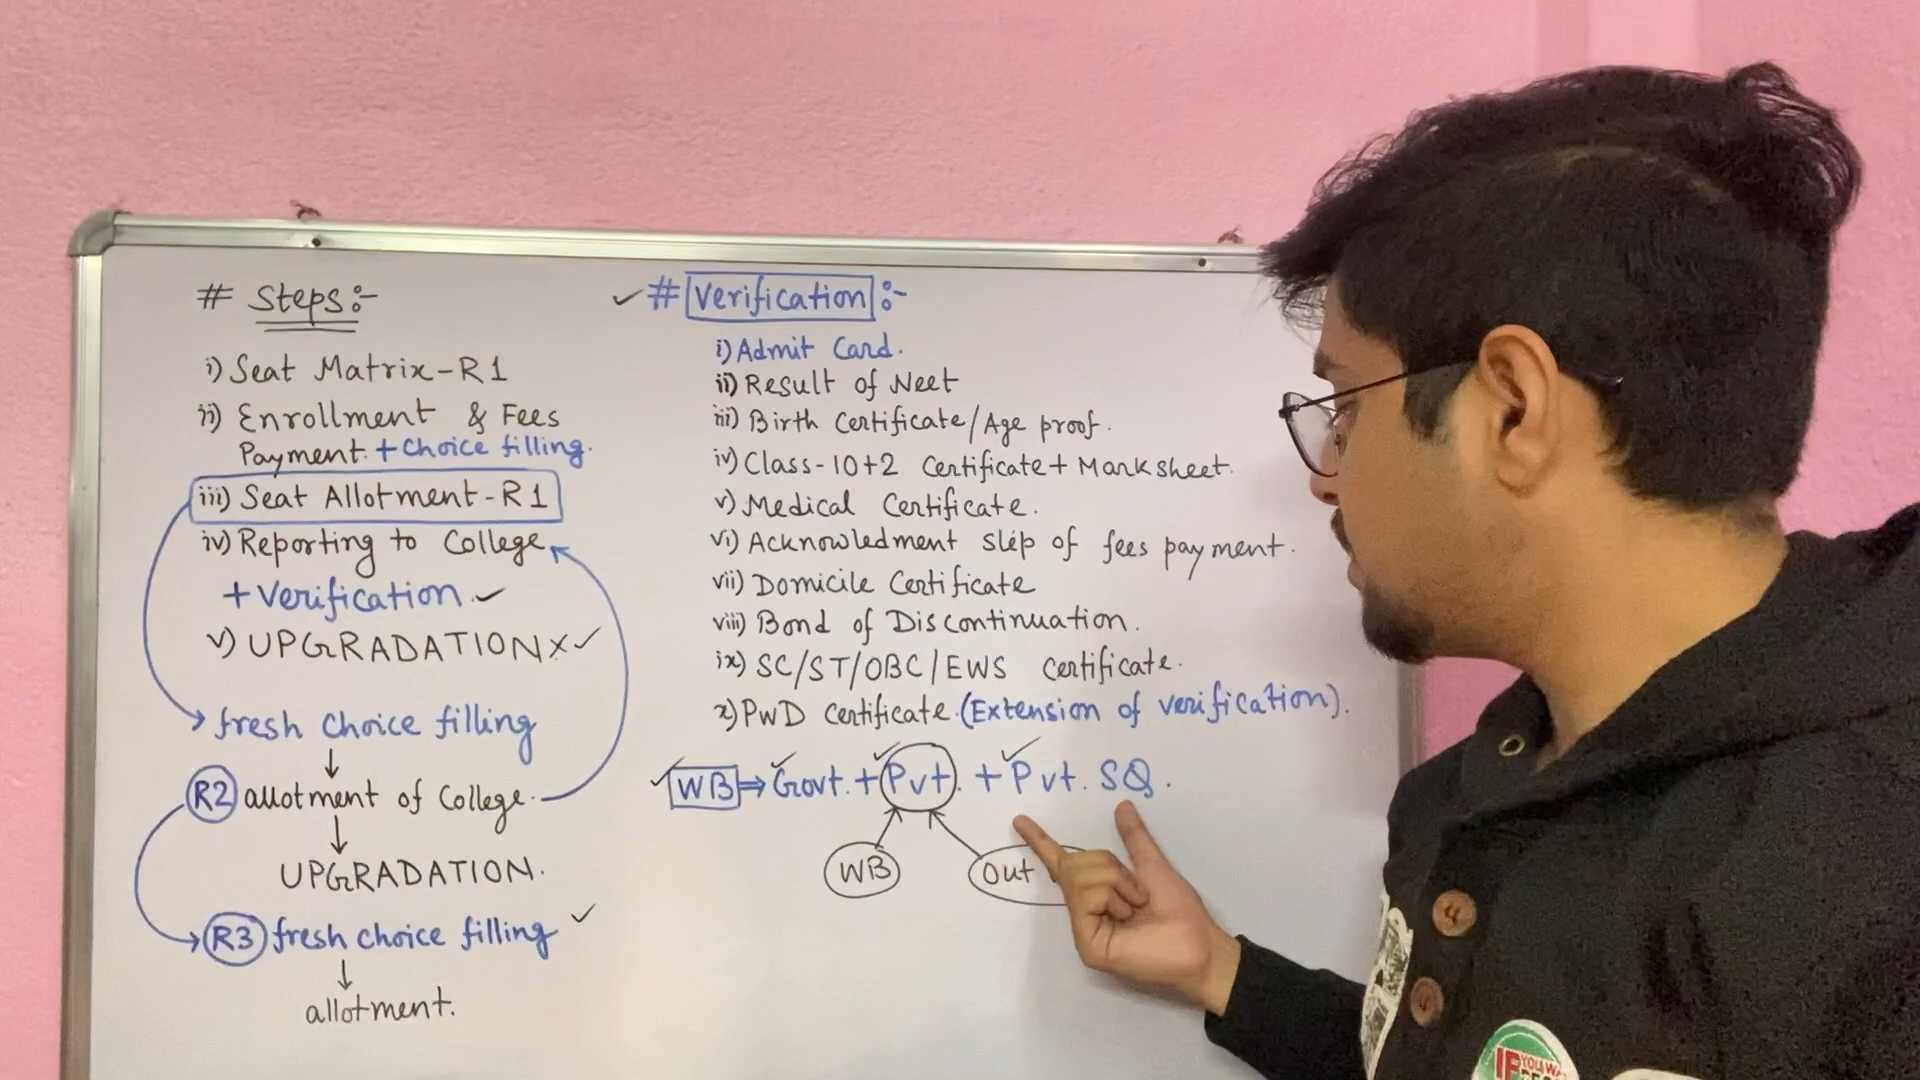 # Steps:-
i) Seat Matrix-R1
ii) Enrollment & Fees
Payment. + Choice filling.
iii) Seat Allotment-R1
iv) Reporting to College
+ Verification ✓
v) UPGRADATION × ✓
fresh choice filling
↓
R2 allotment of College.
↓
UPGRADATION.
R3 fresh choice filling ✓
↓
allotment.
✓ # Verification :-
i) Admit Card.
ii) Result of Neet
iii) Birth Certificate/Age proof.
iv) Class-10+2 Certificate + Marksheet.
v) Medical Certificate.
vi) Acknowledment slip of fees payment.
vii) Domicile Certificate
viii) Bond of Discontinuation.
ix) SC/ST/OBC/EWS Certificate.
x) PwD Certificate. (Extension of verification).
✓ WB ⇒ Govt. + Pvt. + Pvt. SQ.
WB Out
IF YOU